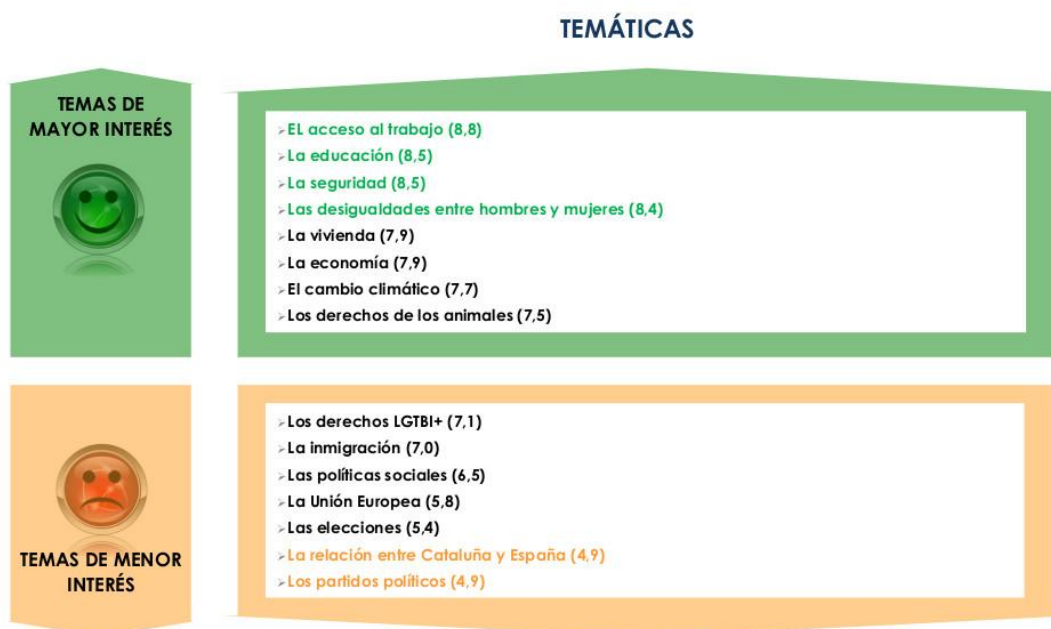 TEMÁTICAS
TEMAS DE
MAYOR INTERÉS
➢EL acceso al trabajo (8,8)
➢La educación (8,5)
➢La seguridad (8,5)
➢Las desigualdades entre hombres y mujeres (8,4)
➢La vivienda (7,9)
➢La economía (7,9)
➢El cambio climático (7,7)
➢Los derechos de los animales (7,5)
➢Los derechos LGTBI+ (7,1)
➢La inmigración (7,0)
➢Las políticas sociales (6,5)
➢La Unión Europea (5,8)
➢Las elecciones (5,4)
➢La relación entre Cataluña y España (4,9)
➢Los partidos políticos (4,9)
TEMAS DE MENOR
INTERÉS